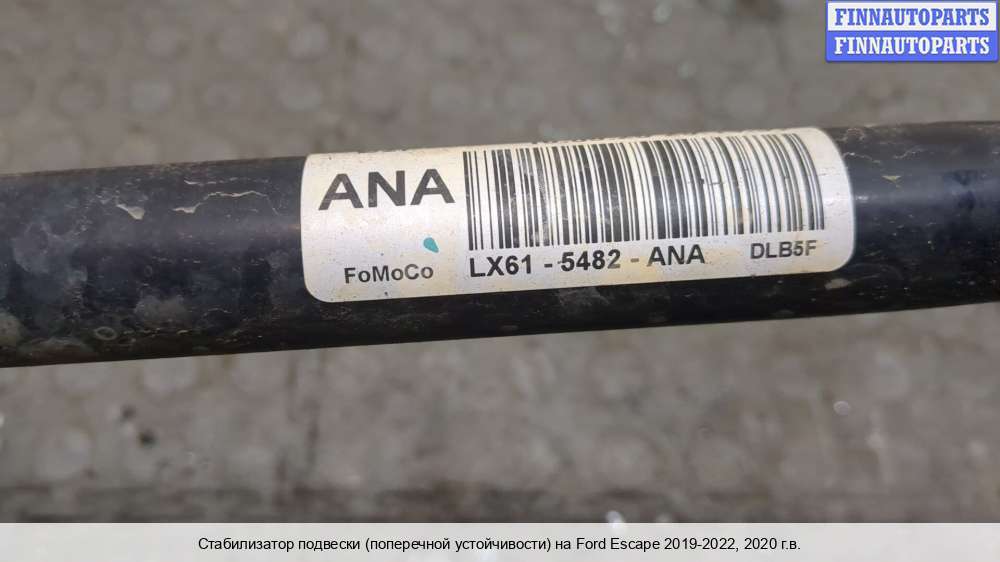 FINNAUTOPARTS
FINNAUTOPARTS
ANA
FoMoCo
LX61 - 5482 - ANA
DLB5F
Стабилизатор подвески (поперечной устойчивости) на Ford Escape 2019-2022, 2020 г.в.